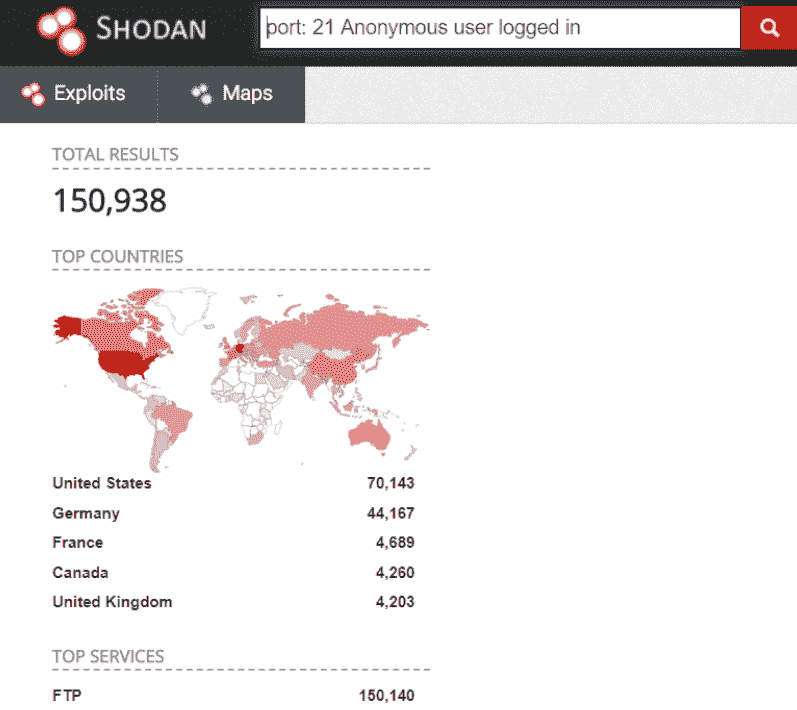 SHODAN
port: 21 Anonymous user logged in
Exploits
Maps
TOTAL RESULTS
150,938
TOP COUNTRIES
United States 70,143
Germany 44,167
France 4,689
Canada 4,260
United Kingdom 4,203
TOP SERVICES
FTP 150,140